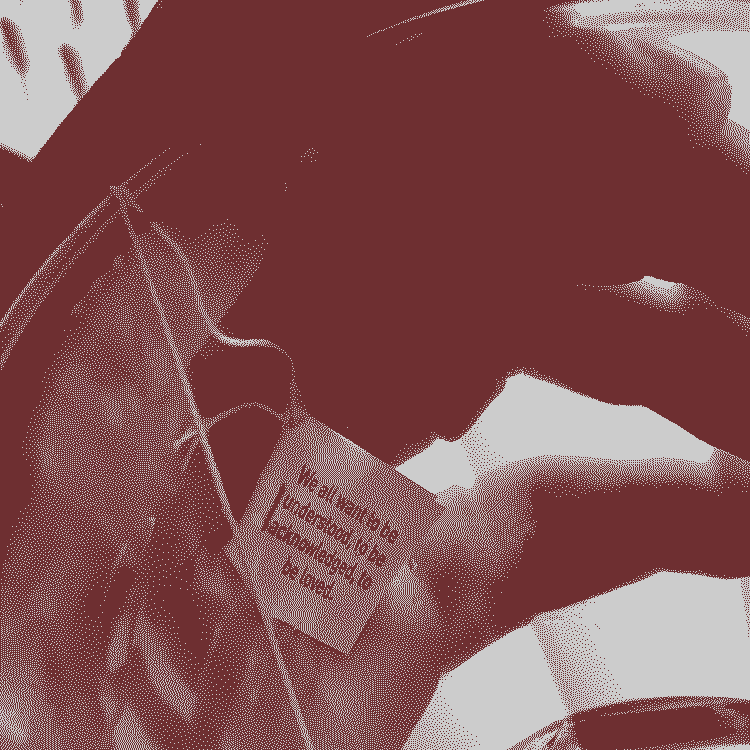 We all want to be
understood, to be
acknowledged, to
be loved.